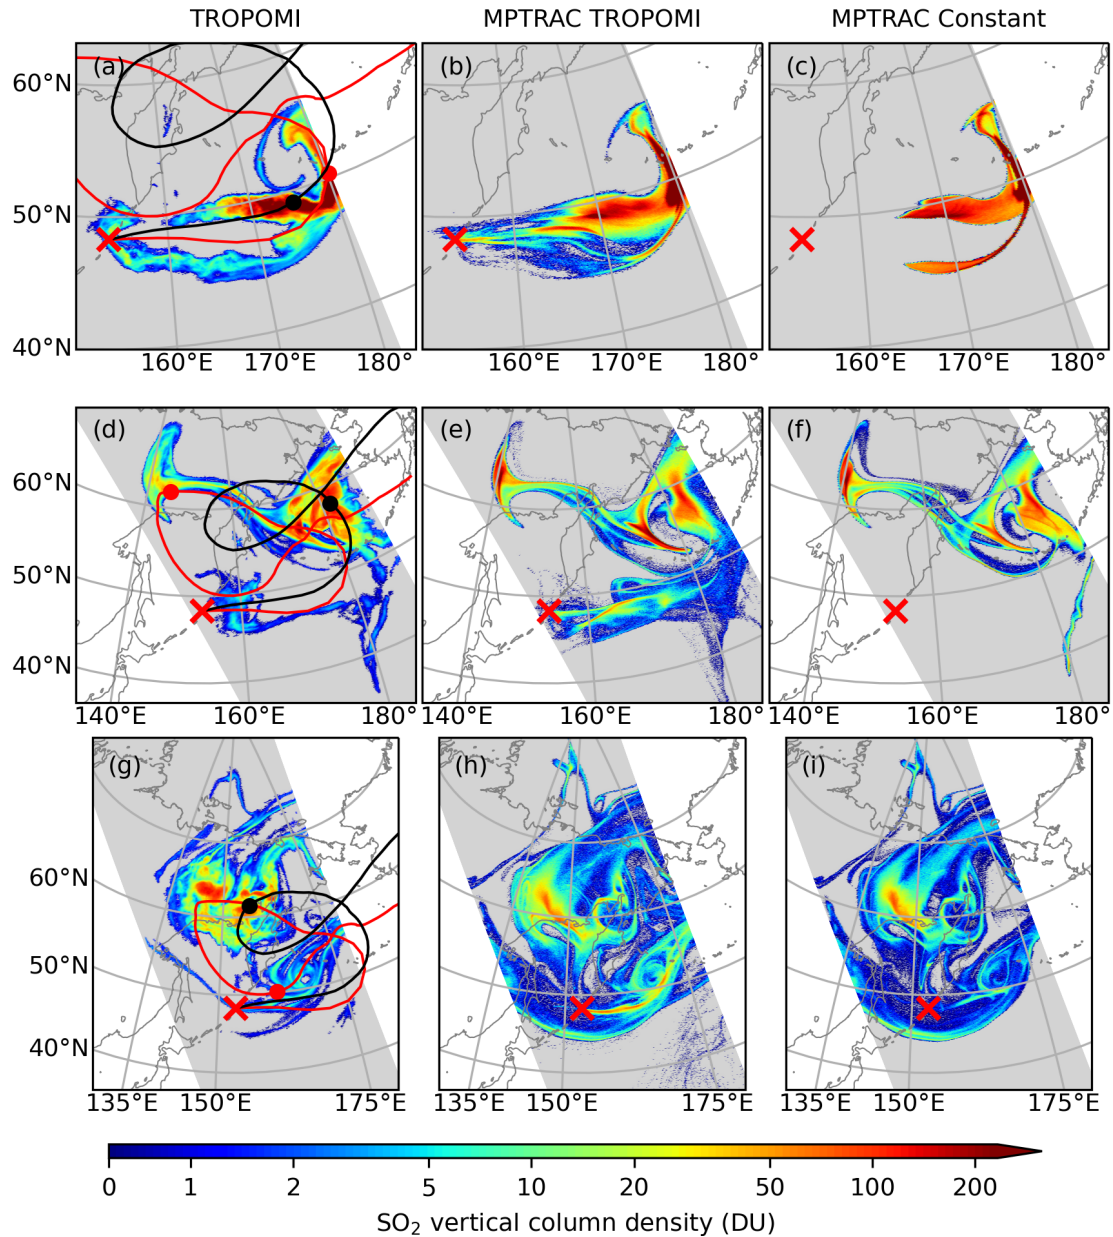 TROPOMI MPTRAC TROPOMI MPTRAC Constant
(a) (b) (c)
60°N
50°N
40°N
160°E 170°E 180° 160°E 170°E 180° 160°E 170°E 180°
(d) (e) (f)
60°N
50°N
40°N
140°E 160°E 180° 140°E 160°E 180° 140°E 160°E 180°
(g) (h) (i)
60°N
50°N
40°N
135°E 150°E 175°E 135°E 150°E 175°E 135°E 150°E 175°E
0 1 2 5 10 20 50 100 200
SO₂ vertical column density (DU)